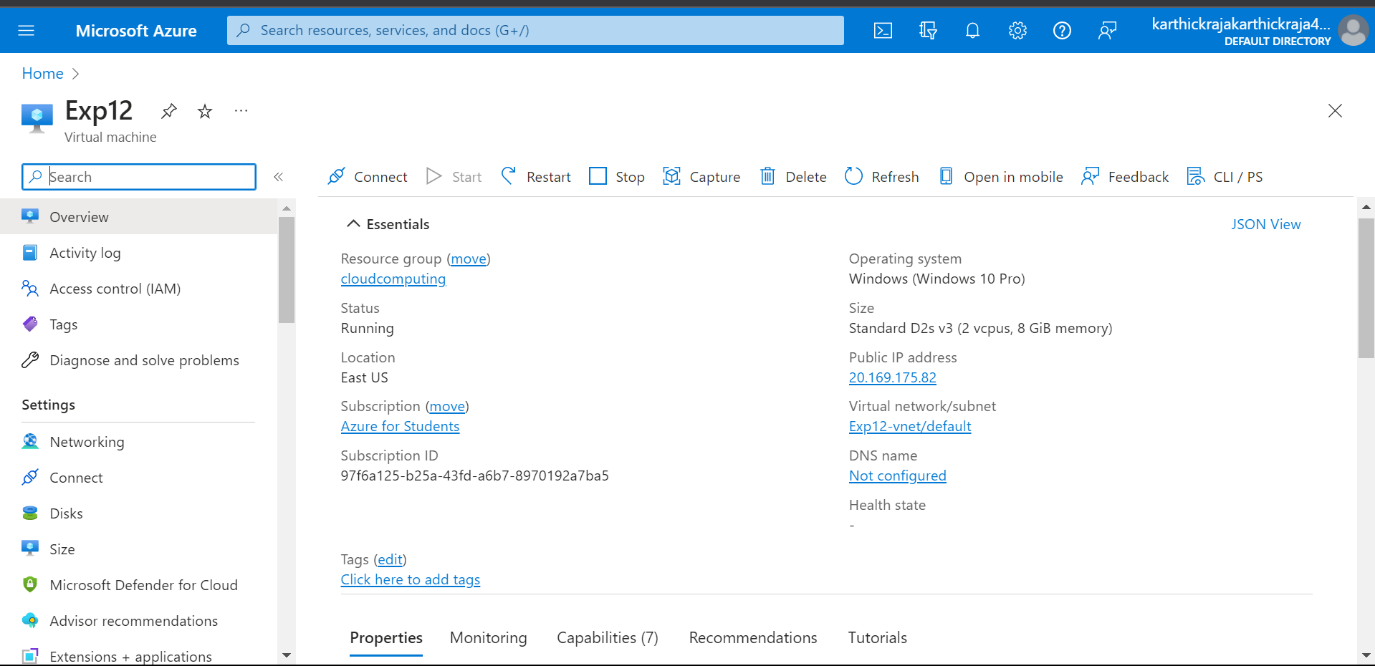 Microsoft Azure
Search resources, services, and docs (G+/)
karthickrajakarthickraja4...
DEFAULT DIRECTORY
Home
Exp12
Virtual machine
Search
Connect Start Restart Stop Capture Delete Refresh Open in mobile Feedback CLI / PS
Overview
Activity log
Access control (IAM)
Tags
Diagnose and solve problems
Settings
Networking
Connect
Disks
Size
Microsoft Defender for Cloud
Advisor recommendations
Extensions + applications
Essentials
JSON View
Resource group (move)
cloudcomputing
Status
Running
Location
East US
Subscription (move)
Azure for Students
Subscription ID
97f6a125-b25a-43fd-a6b7-8970192a7ba5
Operating system
Windows (Windows 10 Pro)
Size
Standard D2s v3 (2 vcpus, 8 GiB memory)
Public IP address
20.169.175.82
Virtual network/subnet
Exp12-vnet/default
DNS name
Not configured
Health state
-
Tags (edit)
Click here to add tags
Properties Monitoring Capabilities (7) Recommendations Tutorials